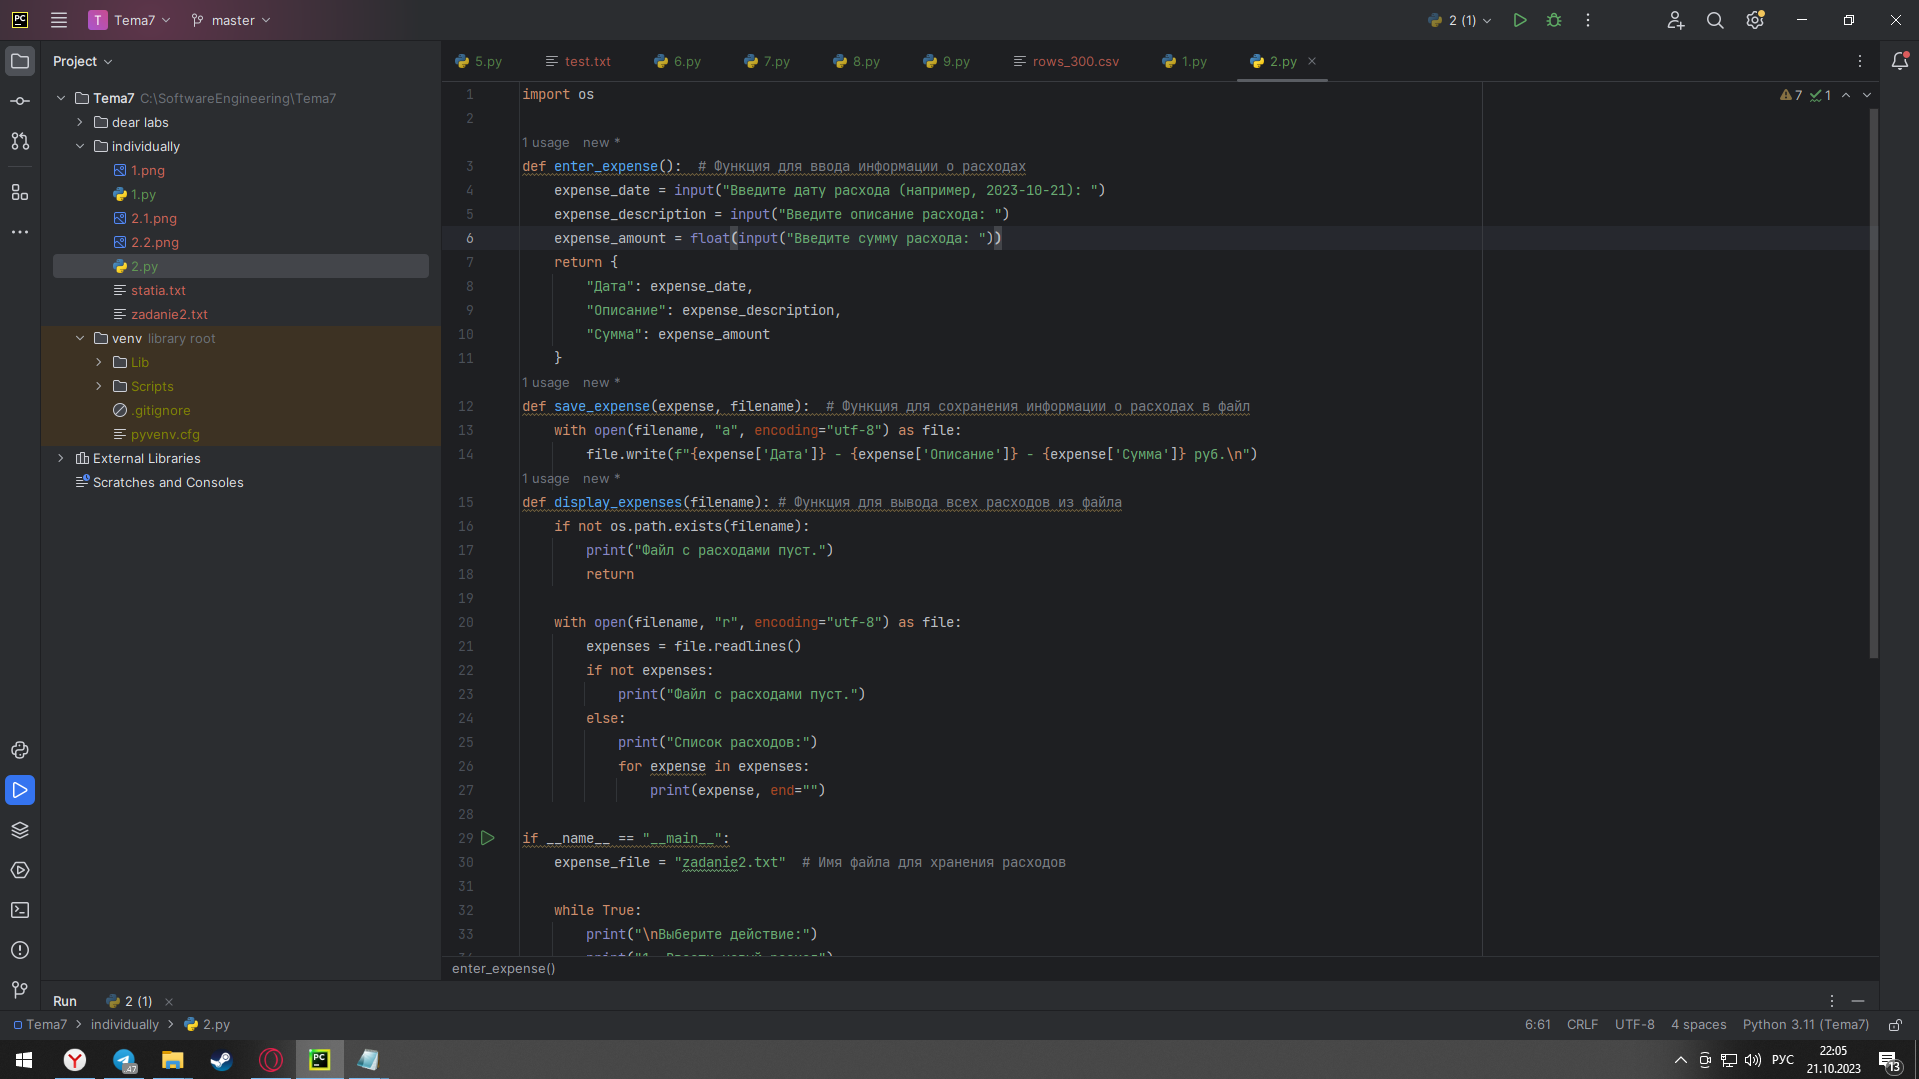 PC T Tema7 master 2 (1)
Project
5.py test.txt 6.py 7.py 8.py 9.py rows_300.csv 1.py 2.py
Tema7 C:\SoftwareEngineering\Tema7
dear labs
individually
1.png
1.py
2.1.png
2.2.png
2.py
statia.txt
zadanie2.txt
venv library root
Lib
Scripts
.gitignore
pyvenv.cfg
External Libraries
Scratches and Consoles
7 1
1 import os
2
1 usage new *
3 def enter_expense():  # Функция для ввода информации о расходах
4 expense_date = input("Введите дату расхода (например, 2023-10-21): ")
5 expense_description = input("Введите описание расхода: ")
6 expense_amount = float(input("Введите сумму расхода: "))
7 return {
8 "Дата": expense_date,
9 "Описание": expense_description,
10 "Сумма": expense_amount
11 }
1 usage new *
12 def save_expense(expense, filename):  # Функция для сохранения информации о расходах в файл
13 with open(filename, "a", encoding="utf-8") as file:
14 file.write(f"{expense['Дата']} - {expense['Описание']} - {expense['Сумма']} руб.\n")
1 usage new *
15 def display_expenses(filename): # Функция для вывода всех расходов из файла
16 if not os.path.exists(filename):
17 print("Файл с расходами пуст.")
18 return
19
20 with open(filename, "r", encoding="utf-8") as file:
21 expenses = file.readlines()
22 if not expenses:
23 print("Файл с расходами пуст.")
24 else:
25 print("Список расходов:")
26 for expense in expenses:
27 print(expense, end="")
28
29 if __name__ == "__main__":
30 expense_file = "zadanie2.txt"  # Имя файла для хранения расходов
31
32 while True:
33 print("\nВыберите действие:")
enter_expense()
Run 2 (1)
Tema7 individually 2.py 6:61 CRLF UTF-8 4 spaces Python 3.11 (Tema7)
47 PC РУС 22:05
21.10.2023 13